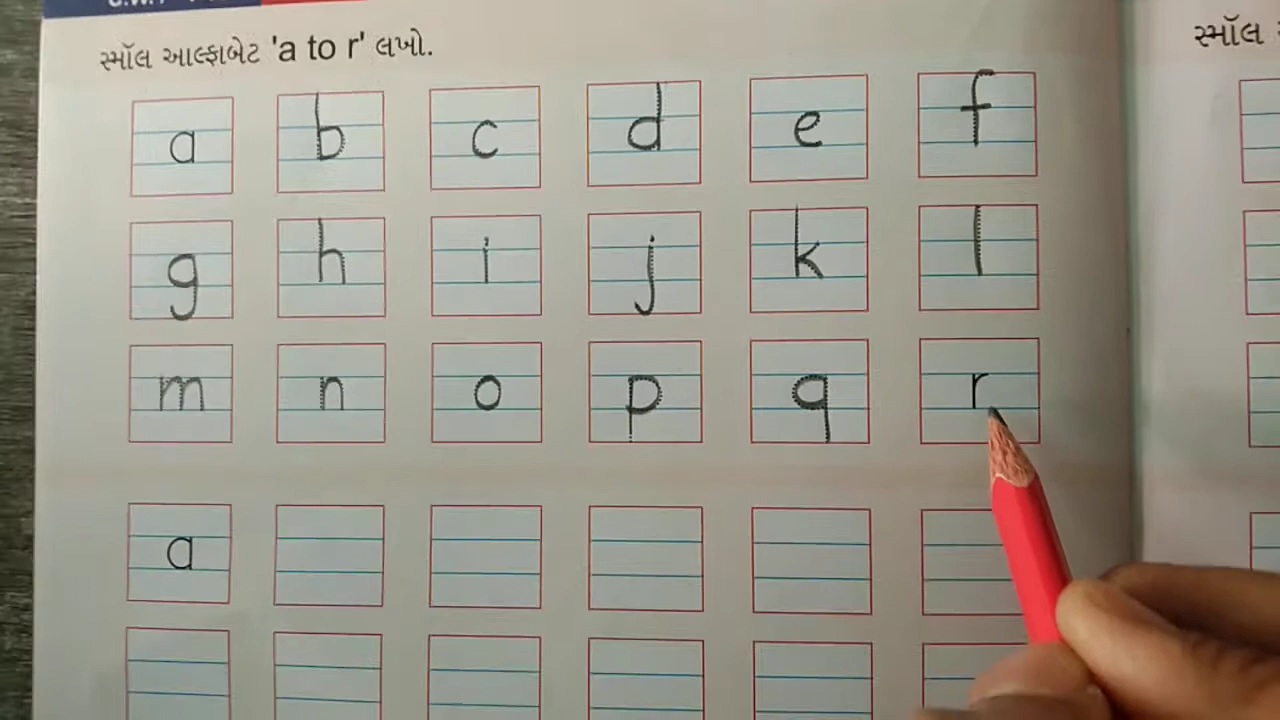 સ્મૉલ આલ્ફાબેટ 'a to r' લખો.
સ્મૉલ
a b c d e f
g h i j k l
m n o p q r
a